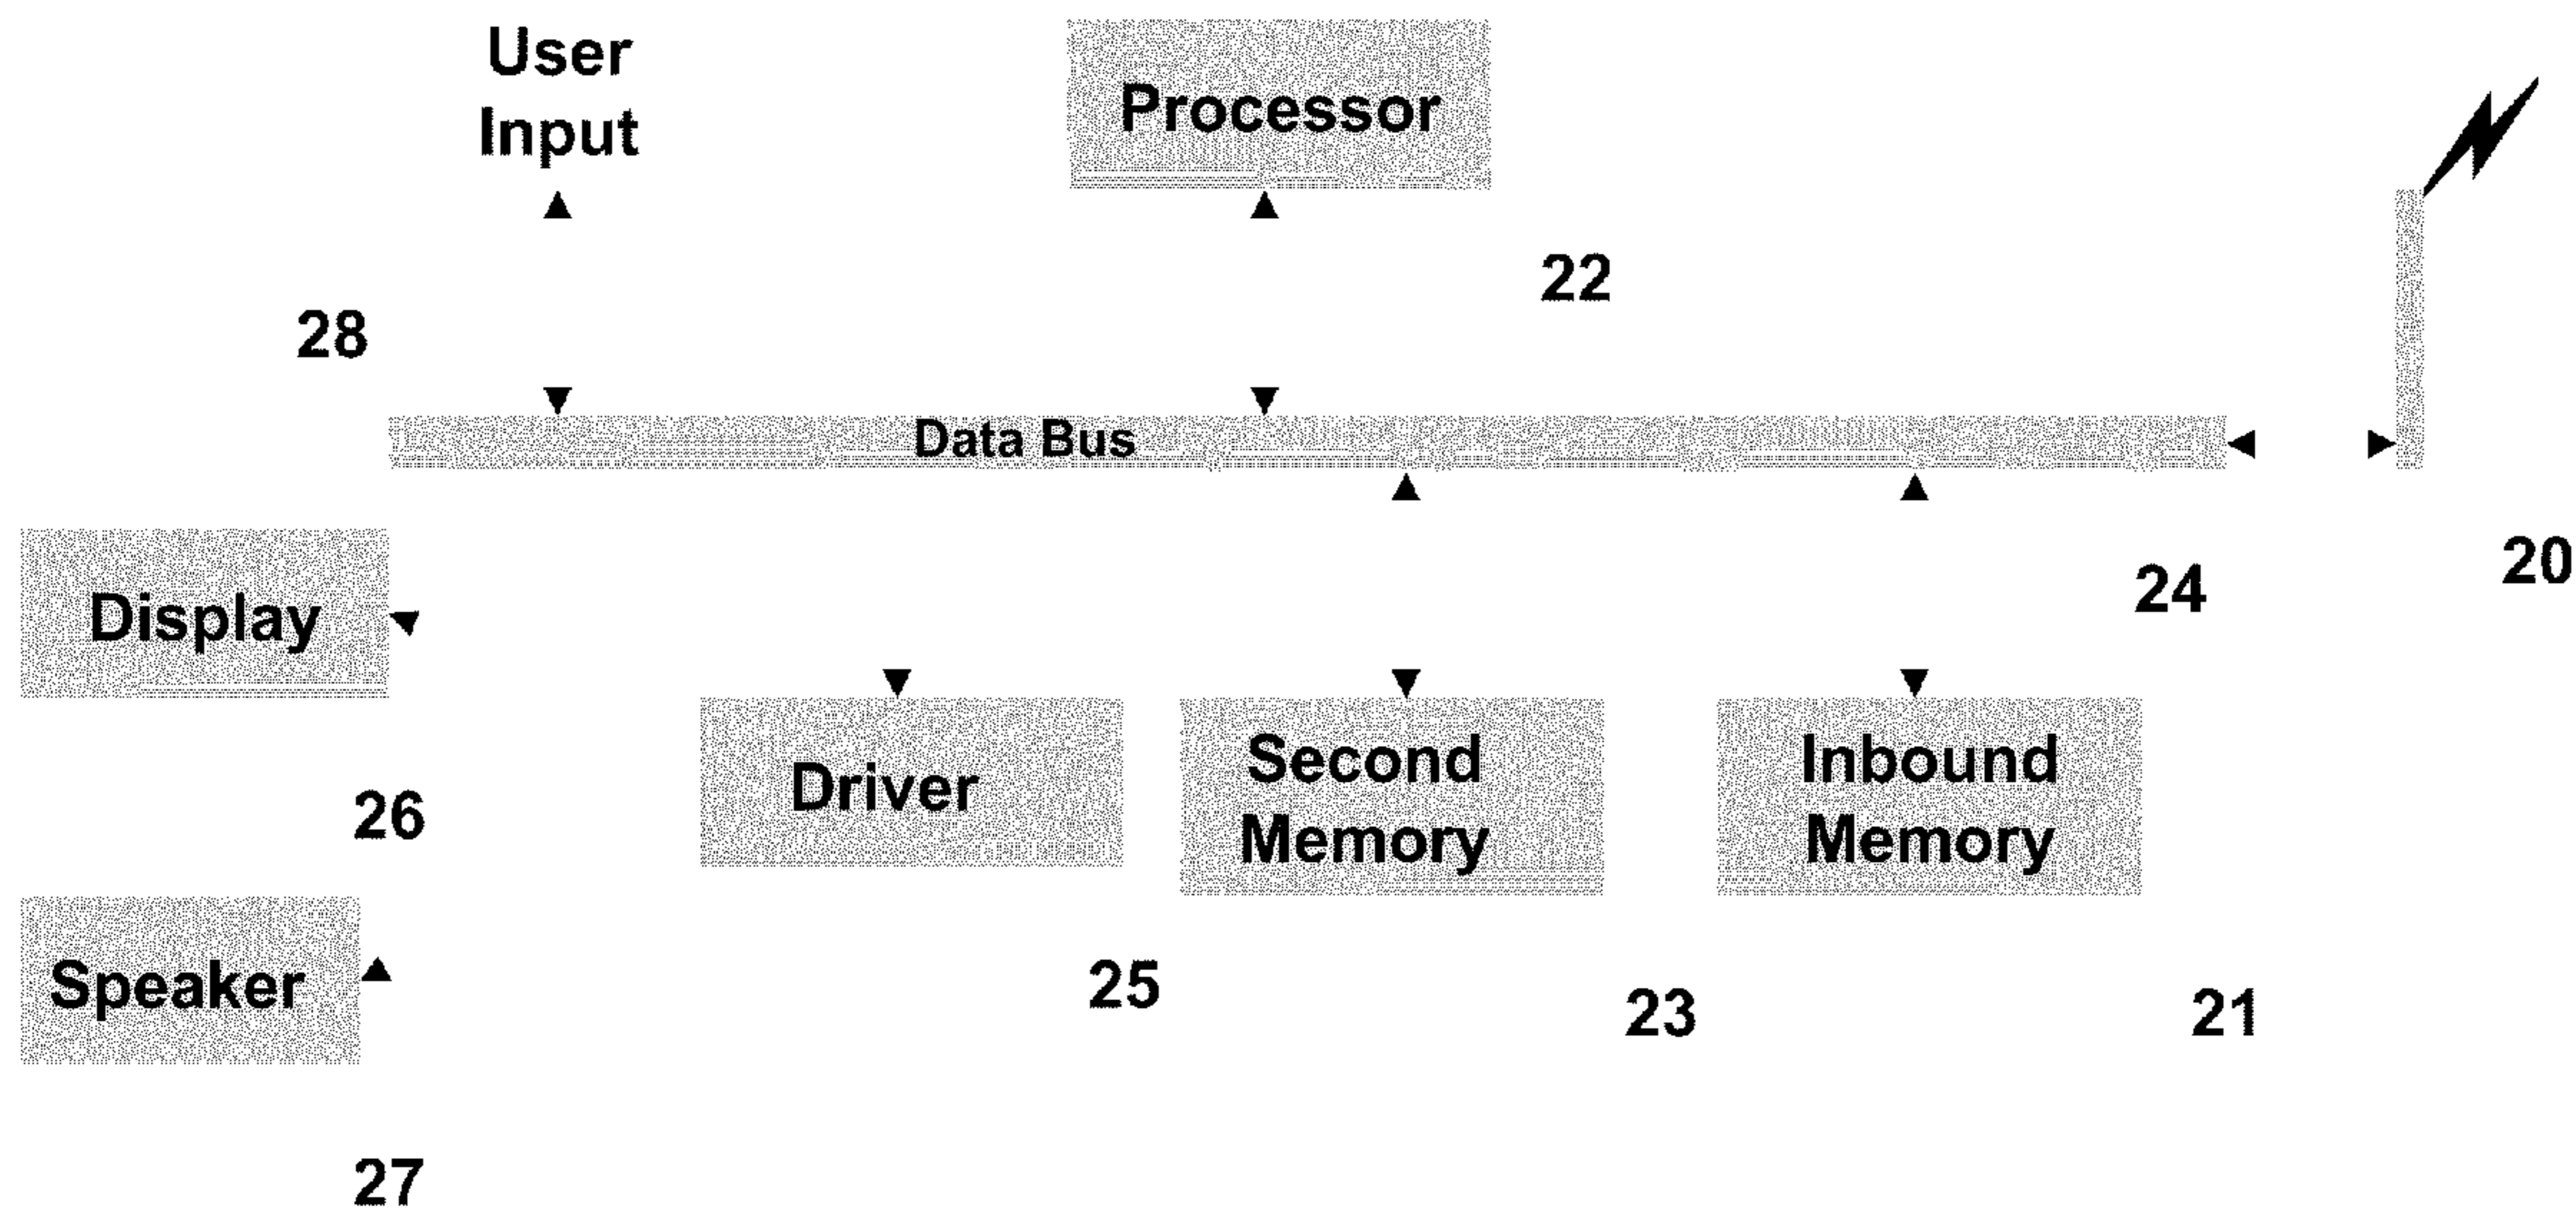 User
Input
Processor
22
28
Data Bus
20
24
Display
Second
Memory
Inbound
Memory
Driver
26
Speaker
25
23
21
27